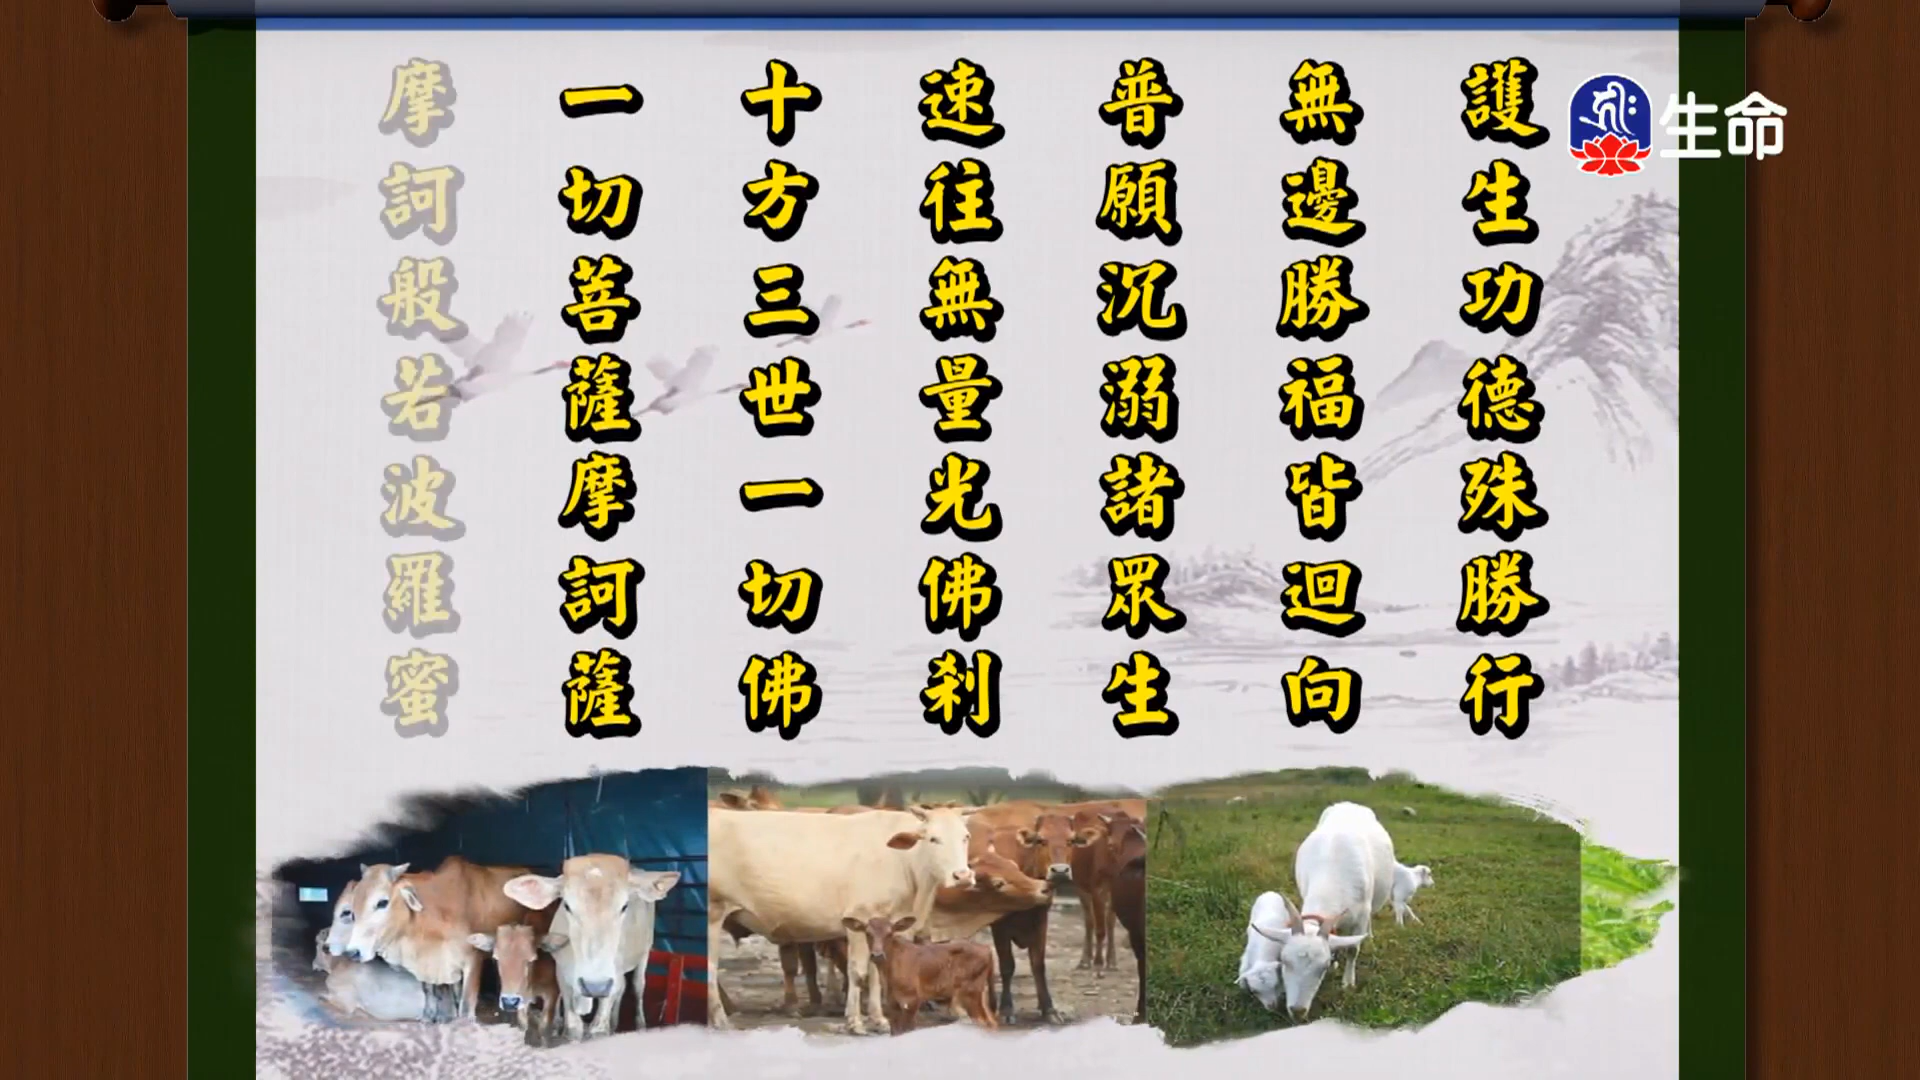 護生功德殊勝行
無邊勝福皆迴向
普願沉溺諸眾生
速往無量光佛剎
十方三世一切佛
一切菩薩摩訶薩
摩訶般若波羅蜜
生命